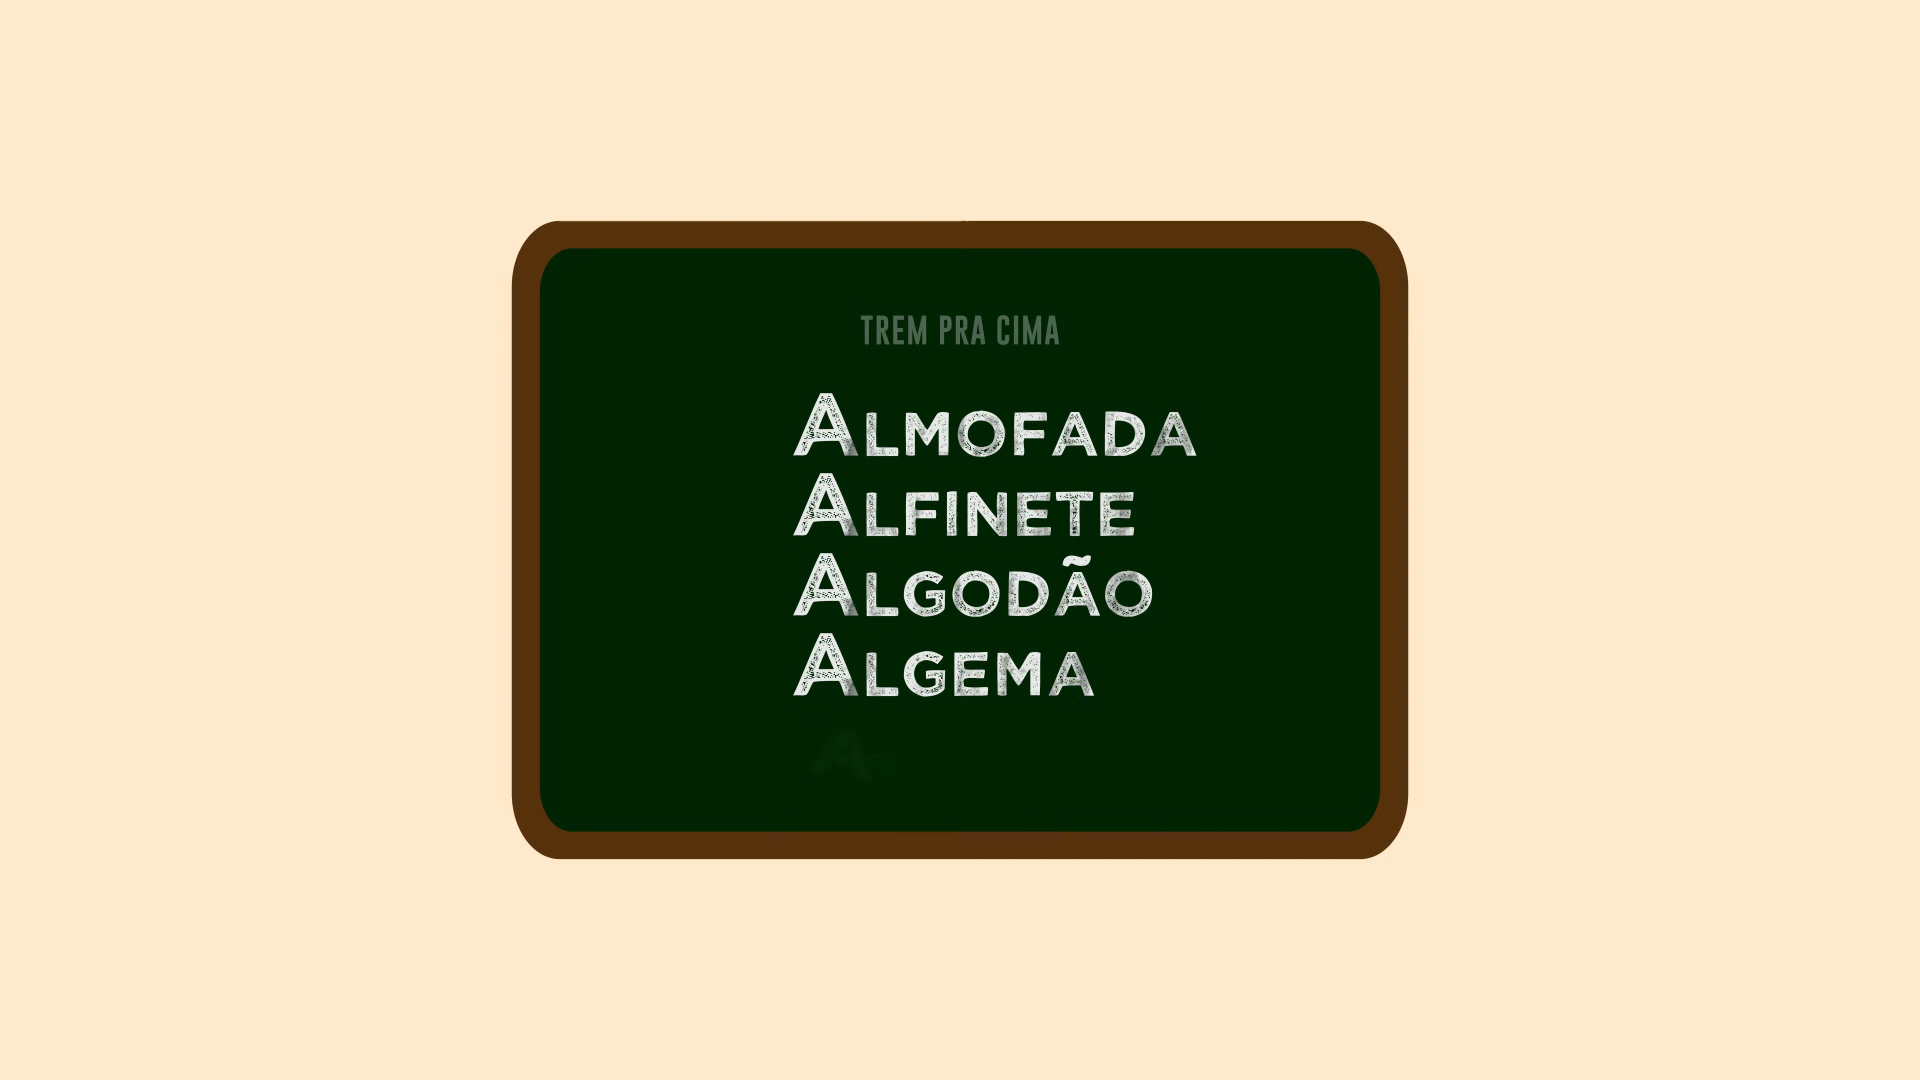 TREM PRA CIMA
ALMOFADA
ALFINETE
ALGODÃO
ALGEMA